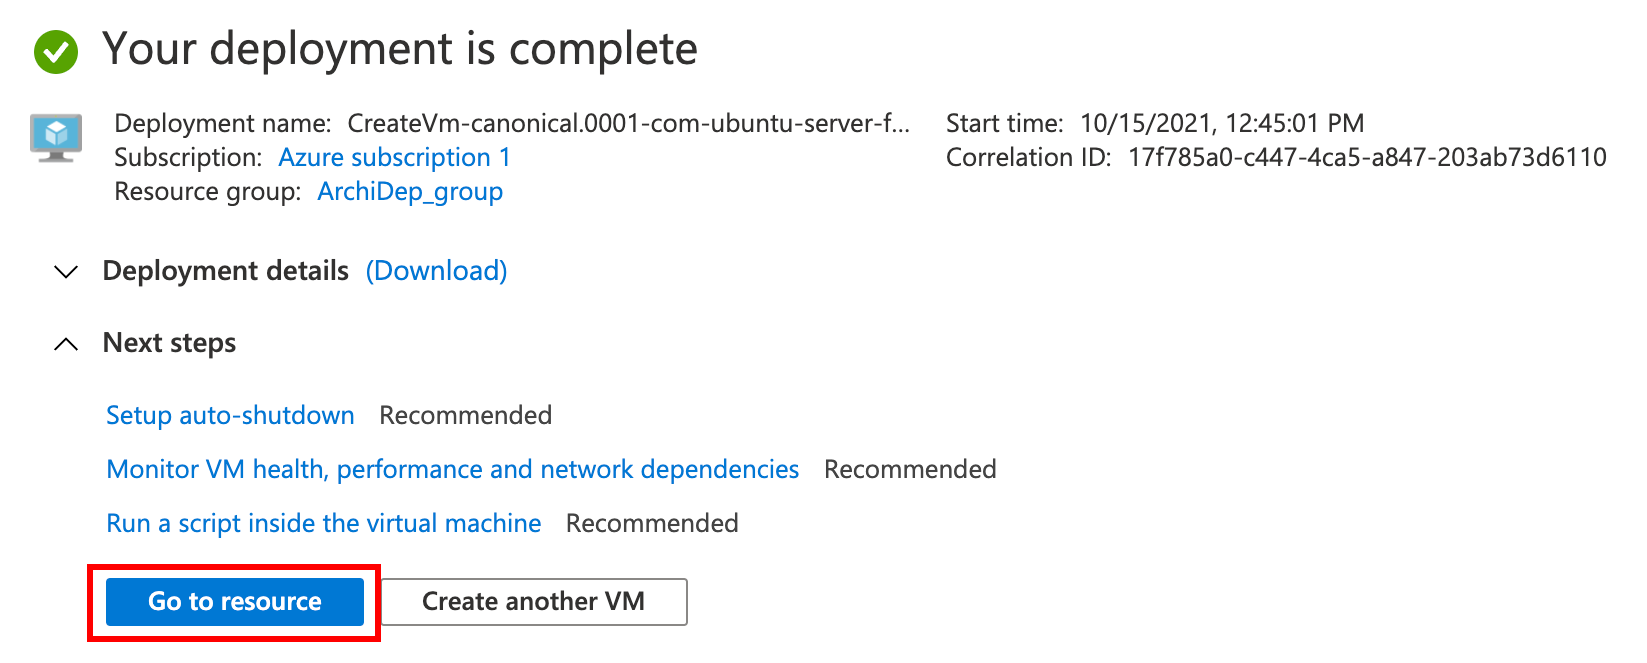 Your deployment is complete
Deployment name: CreateVm-canonical.0001-com-ubuntu-server-f... Start time: 10/15/2021, 12:45:01 PM
Subscription: Azure subscription 1 Correlation ID: 17f785a0-c447-4ca5-a847-203ab73d6110
Resource group: ArchiDep_group
Deployment details (Download)
Next steps
Setup auto-shutdown Recommended
Monitor VM health, performance and network dependencies Recommended
Run a script inside the virtual machine Recommended
Go to resource Create another VM